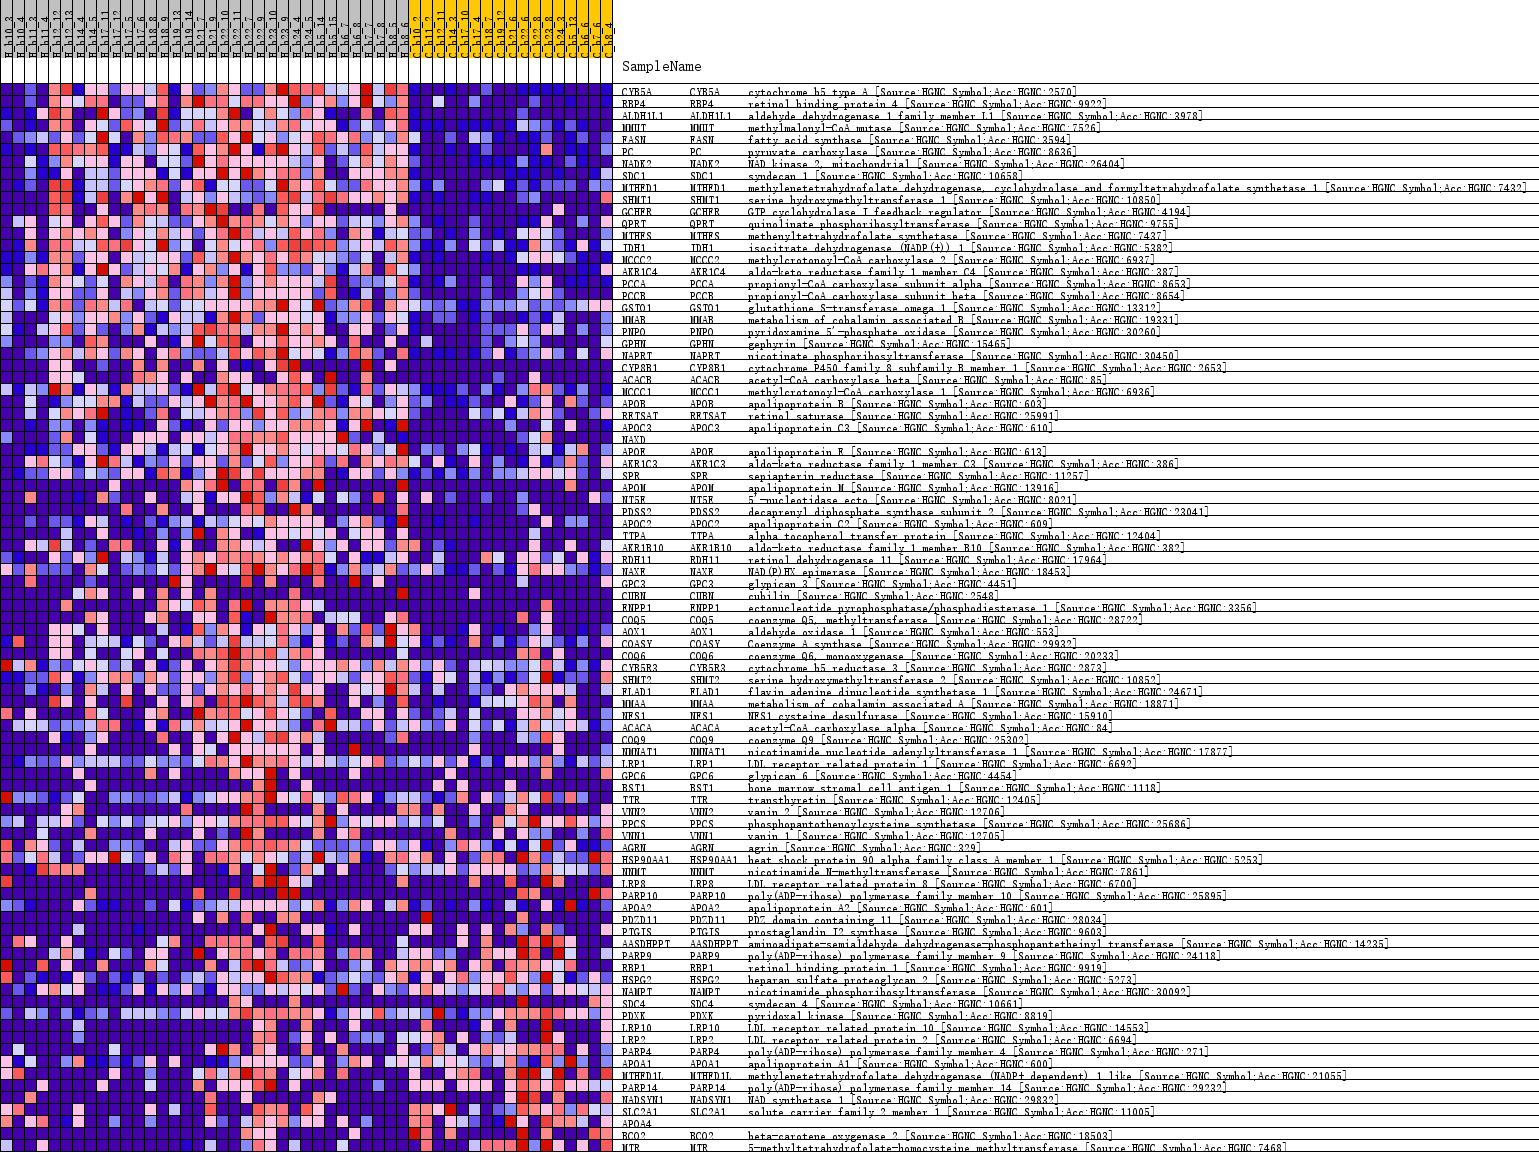 SampleName
CYB5A CYB5A cytochrome b5 type A [Source:HGNC Symbol;Acc:HGNC:2570]
RBP4 RBP4 retinol binding protein 4 [Source:HGNC Symbol;Acc:HGNC:9922]
ALDH1L1 ALDH1L1 aldehyde dehydrogenase 1 family member L1 [Source:HGNC Symbol;Acc:HGNC:3978]
MMUT MMUT methylmalonyl-CoA mutase [Source:HGNC Symbol;Acc:HGNC:7526]
FASN FASN fatty acid synthase [Source:HGNC Symbol;Acc:HGNC:3594]
PC PC pyruvate carboxylase [Source:HGNC Symbol;Acc:HGNC:8636]
NADK2 NADK2 NAD kinase 2, mitochondrial [Source:HGNC Symbol;Acc:HGNC:26404]
SDC1 SDC1 syndecan 1 [Source:HGNC Symbol;Acc:HGNC:10658]
MTHFD1 MTHFD1 methylenetetrahydrofolate dehydrogenase, cyclohydrolase and formyltetrahydrofolate synthetase 1 [Source:HGNC Symbol;Acc:HGNC:7432]
SHMT1 SHMT1 serine hydroxymethyltransferase 1 [Source:HGNC Symbol;Acc:HGNC:10850]
GCHFR GCHFR GTP cyclohydrolase I feedback regulator [Source:HGNC Symbol;Acc:HGNC:4194]
QPRT QPRT quinolinate phosphoribosyltransferase [Source:HGNC Symbol;Acc:HGNC:9755]
MTHFS MTHFS methenyltetrahydrofolate synthetase [Source:HGNC Symbol;Acc:HGNC:7437]
IDH1 IDH1 isocitrate dehydrogenase (NADP(+)) 1 [Source:HGNC Symbol;Acc:HGNC:5382]
MCCC2 MCCC2 methylcrotonoyl-CoA carboxylase 2 [Source:HGNC Symbol;Acc:HGNC:6937]
AKR1C4 AKR1C4 aldo-keto reductase family 1 member C4 [Source:HGNC Symbol;Acc:HGNC:387]
PCCA PCCA propionyl-CoA carboxylase subunit alpha [Source:HGNC Symbol;Acc:HGNC:8653]
PCCB PCCB propionyl-CoA carboxylase subunit beta [Source:HGNC Symbol;Acc:HGNC:8654]
GSTO1 GSTO1 glutathione S-transferase omega 1 [Source:HGNC Symbol;Acc:HGNC:13312]
MMAB MMAB metabolism of cobalamin associated B [Source:HGNC Symbol;Acc:HGNC:19331]
PNPO PNPO pyridoxamine 5'-phosphate oxidase [Source:HGNC Symbol;Acc:HGNC:30260]
GPHN GPHN gephyrin [Source:HGNC Symbol;Acc:HGNC:15465]
NAPRT NAPRT nicotinate phosphoribosyltransferase [Source:HGNC Symbol;Acc:HGNC:30450]
CYP8B1 CYP8B1 cytochrome P450 family 8 subfamily B member 1 [Source:HGNC Symbol;Acc:HGNC:2653]
ACACB ACACB acetyl-CoA carboxylase beta [Source:HGNC Symbol;Acc:HGNC:85]
MCCC1 MCCC1 methylcrotonoyl-CoA carboxylase 1 [Source:HGNC Symbol;Acc:HGNC:6936]
APOB APOB apolipoprotein B [Source:HGNC Symbol;Acc:HGNC:603]
RETSAT RETSAT retinol saturase [Source:HGNC Symbol;Acc:HGNC:25991]
APOC3 APOC3 apolipoprotein C3 [Source:HGNC Symbol;Acc:HGNC:610]
NAXD
APOE APOE apolipoprotein E [Source:HGNC Symbol;Acc:HGNC:613]
AKR1C3 AKR1C3 aldo-keto reductase family 1 member C3 [Source:HGNC Symbol;Acc:HGNC:386]
SPR SPR sepiapterin reductase [Source:HGNC Symbol;Acc:HGNC:11257]
APOM APOM apolipoprotein M [Source:HGNC Symbol;Acc:HGNC:13916]
NT5E NT5E 5'-nucleotidase ecto [Source:HGNC Symbol;Acc:HGNC:8021]
PDSS2 PDSS2 decaprenyl diphosphate synthase subunit 2 [Source:HGNC Symbol;Acc:HGNC:23041]
APOC2 APOC2 apolipoprotein C2 [Source:HGNC Symbol;Acc:HGNC:609]
TTPA TTPA alpha tocopherol transfer protein [Source:HGNC Symbol;Acc:HGNC:12404]
AKR1B10 AKR1B10 aldo-keto reductase family 1 member B10 [Source:HGNC Symbol;Acc:HGNC:382]
RDH11 RDH11 retinol dehydrogenase 11 [Source:HGNC Symbol;Acc:HGNC:17964]
NAXE NAXE NAD(P)HX epimerase [Source:HGNC Symbol;Acc:HGNC:18453]
GPC3 GPC3 glypican 3 [Source:HGNC Symbol;Acc:HGNC:4451]
CUBN CUBN cubilin [Source:HGNC Symbol;Acc:HGNC:2548]
ENPP1 ENPP1 ectonucleotide pyrophosphatase/phosphodiesterase 1 [Source:HGNC Symbol;Acc:HGNC:3356]
COQ5 COQ5 coenzyme Q5, methyltransferase [Source:HGNC Symbol;Acc:HGNC:28722]
AOX1 AOX1 aldehyde oxidase 1 [Source:HGNC Symbol;Acc:HGNC:553]
COASY COASY Coenzyme A synthase [Source:HGNC Symbol;Acc:HGNC:29932]
COQ6 COQ6 coenzyme Q6, monooxygenase [Source:HGNC Symbol;Acc:HGNC:20233]
CYB5R3 CYB5R3 cytochrome b5 reductase 3 [Source:HGNC Symbol;Acc:HGNC:2873]
SHMT2 SHMT2 serine hydroxymethyltransferase 2 [Source:HGNC Symbol;Acc:HGNC:10852]
FLAD1 FLAD1 flavin adenine dinucleotide synthetase 1 [Source:HGNC Symbol;Acc:HGNC:24671]
MMAA MMAA metabolism of cobalamin associated A [Source:HGNC Symbol;Acc:HGNC:18871]
NFS1 NFS1 NFS1 cysteine desulfurase [Source:HGNC Symbol;Acc:HGNC:15910]
ACACA ACACA acetyl-CoA carboxylase alpha [Source:HGNC Symbol;Acc:HGNC:84]
COQ9 COQ9 coenzyme Q9 [Source:HGNC Symbol;Acc:HGNC:25302]
NMNAT1 NMNAT1 nicotinamide nucleotide adenylyltransferase 1 [Source:HGNC Symbol;Acc:HGNC:17877]
LRP1 LRP1 LDL receptor related protein 1 [Source:HGNC Symbol;Acc:HGNC:6692]
GPC6 GPC6 glypican 6 [Source:HGNC Symbol;Acc:HGNC:4454]
BST1 BST1 bone marrow stromal cell antigen 1 [Source:HGNC Symbol;Acc:HGNC:1118]
TTR TTR transthyretin [Source:HGNC Symbol;Acc:HGNC:12405]
VNN2 VNN2 vanin 2 [Source:HGNC Symbol;Acc:HGNC:12706]
PPCS PPCS phosphopantothenoylcysteine synthetase [Source:HGNC Symbol;Acc:HGNC:25686]
VNN1 VNN1 vanin 1 [Source:HGNC Symbol;Acc:HGNC:12705]
AGRN AGRN agrin [Source:HGNC Symbol;Acc:HGNC:329]
HSP90AA1 HSP90AA1 heat shock protein 90 alpha family class A member 1 [Source:HGNC Symbol;Acc:HGNC:5253]
NNMT NNMT nicotinamide N-methyltransferase [Source:HGNC Symbol;Acc:HGNC:7861]
LRP8 LRP8 LDL receptor related protein 8 [Source:HGNC Symbol;Acc:HGNC:6700]
PARP10 PARP10 poly(ADP-ribose) polymerase family member 10 [Source:HGNC Symbol;Acc:HGNC:25895]
APOA2 APOA2 apolipoprotein A2 [Source:HGNC Symbol;Acc:HGNC:601]
PDZD11 PDZD11 PDZ domain containing 11 [Source:HGNC Symbol;Acc:HGNC:28034]
PTGIS PTGIS prostaglandin I2 synthase [Source:HGNC Symbol;Acc:HGNC:9603]
AASDHPPT AASDHPPT aminoadipate-semialdehyde dehydrogenase-phosphopantetheinyl transferase [Source:HGNC Symbol;Acc:HGNC:14235]
PARP9 PARP9 poly(ADP-ribose) polymerase family member 9 [Source:HGNC Symbol;Acc:HGNC:24118]
RBP1 RBP1 retinol binding protein 1 [Source:HGNC Symbol;Acc:HGNC:9919]
HSPG2 HSPG2 heparan sulfate proteoglycan 2 [Source:HGNC Symbol;Acc:HGNC:5273]
NAMPT NAMPT nicotinamide phosphoribosyltransferase [Source:HGNC Symbol;Acc:HGNC:30092]
SDC4 SDC4 syndecan 4 [Source:HGNC Symbol;Acc:HGNC:10661]
PDXK PDXK pyridoxal kinase [Source:HGNC Symbol;Acc:HGNC:8819]
LRP10 LRP10 LDL receptor related protein 10 [Source:HGNC Symbol;Acc:HGNC:14553]
LRP2 LRP2 LDL receptor related protein 2 [Source:HGNC Symbol;Acc:HGNC:6694]
PARP4 PARP4 poly(ADP-ribose) polymerase family member 4 [Source:HGNC Symbol;Acc:HGNC:271]
APOA1 APOA1 apolipoprotein A1 [Source:HGNC Symbol;Acc:HGNC:600]
MTHFD1L MTHFD1L methylenetetrahydrofolate dehydrogenase (NADP+ dependent) 1 like [Source:HGNC Symbol;Acc:HGNC:21055]
PARP14 PARP14 poly(ADP-ribose) polymerase family member 14 [Source:HGNC Symbol;Acc:HGNC:29232]
NADSYN1 NADSYN1 NAD synthetase 1 [Source:HGNC Symbol;Acc:HGNC:29832]
SLC2A1 SLC2A1 solute carrier family 2 member 1 [Source:HGNC Symbol;Acc:HGNC:11005]
APOA4
BCO2 BCO2 beta-carotene oxygenase 2 [Source:HGNC Symbol;Acc:HGNC:18503]
MTR MTR 5-methyltetrahydrofolate-homocysteine methyltransferase [Source:HGNC Symbol;Acc:HGNC:7468]